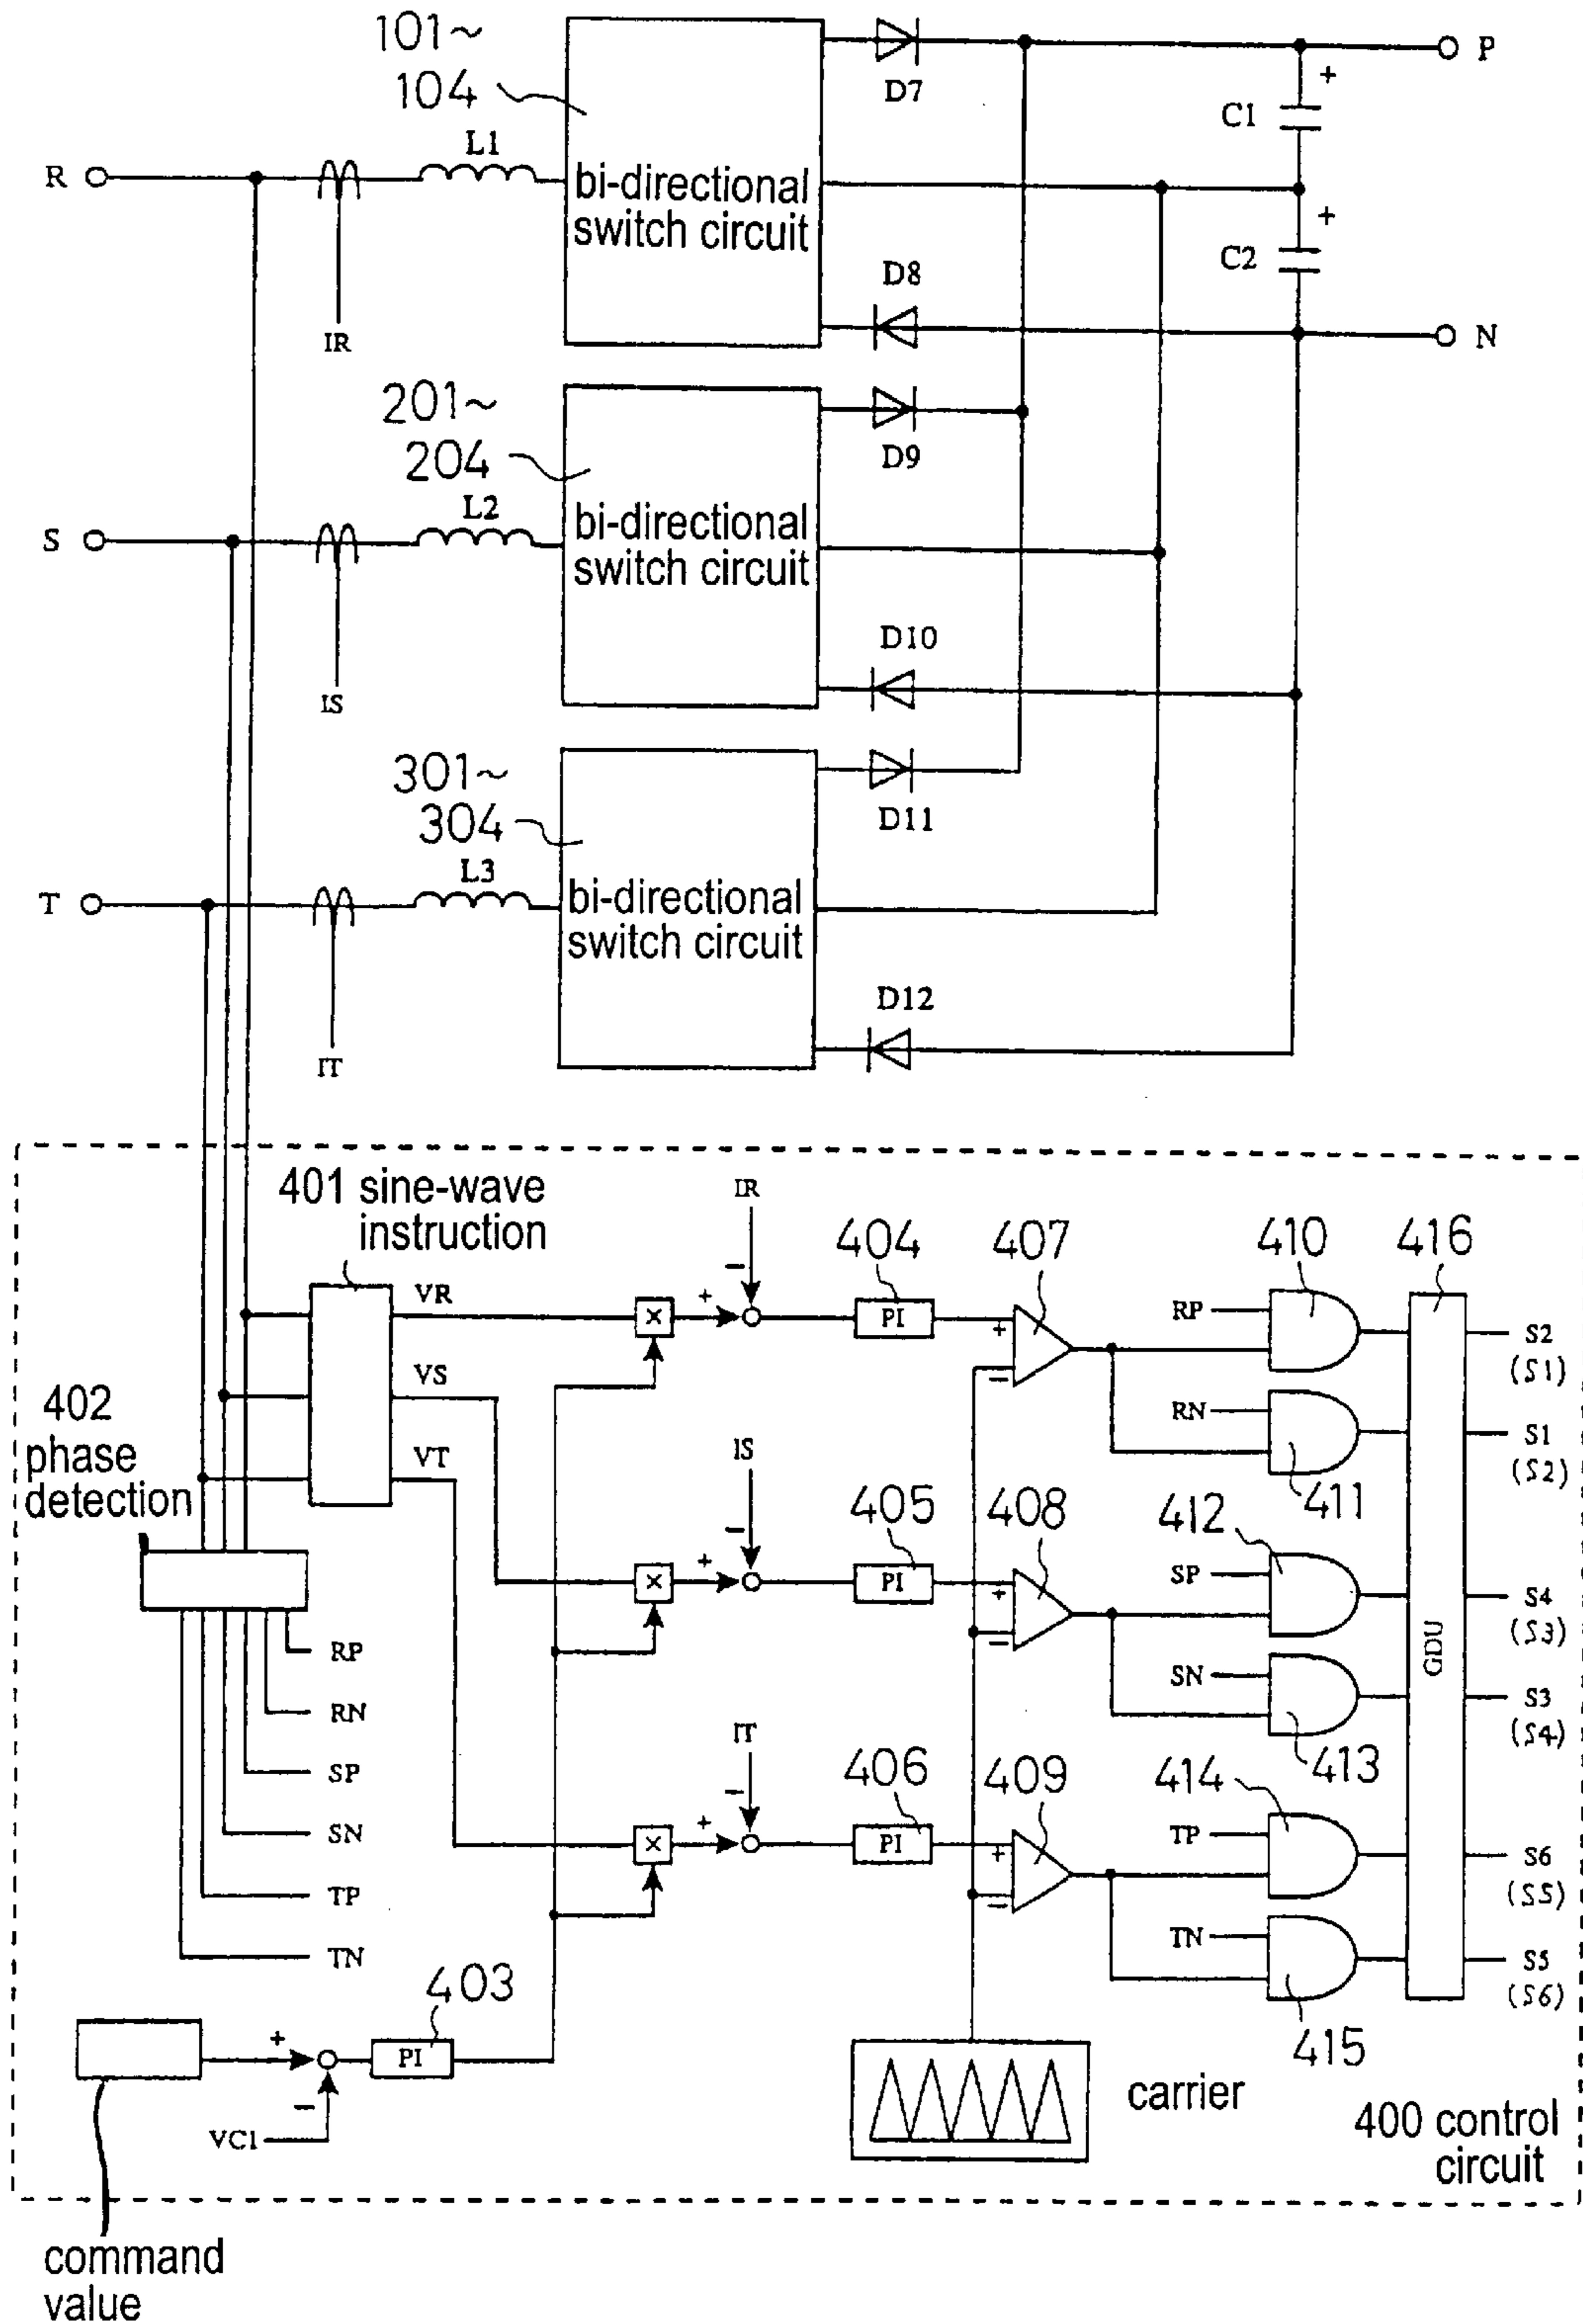 101~
104
D7
P
+
C1
R
L1
bi-directional
switch circuit
+
C2
D8
IR
N
201~
204
D9
S
L2
bi-directional
switch circuit
D10
IS
301~
304
D11
T
L3
bi-directional
switch circuit
D12
IT
401 sine-wave
instruction
402
phase
detection
VR
VS
VT
RP
RN
SP
SN
TP
TN
IR
−
+
×
404
PI
407
+
−
410
RP
RN
411
416
GDU
S2
(S1)
S1
(S2)
IS
−
+
×
405
PI
408
+
−
412
SP
SN
413
S4
(S3)
S3
(S4)
IT
−
+
×
406
PI
409
+
−
414
TP
TN
415
S6
(S5)
S5
(S6)
403
+
PI
−
VC1
carrier
400 control
circuit
command
value